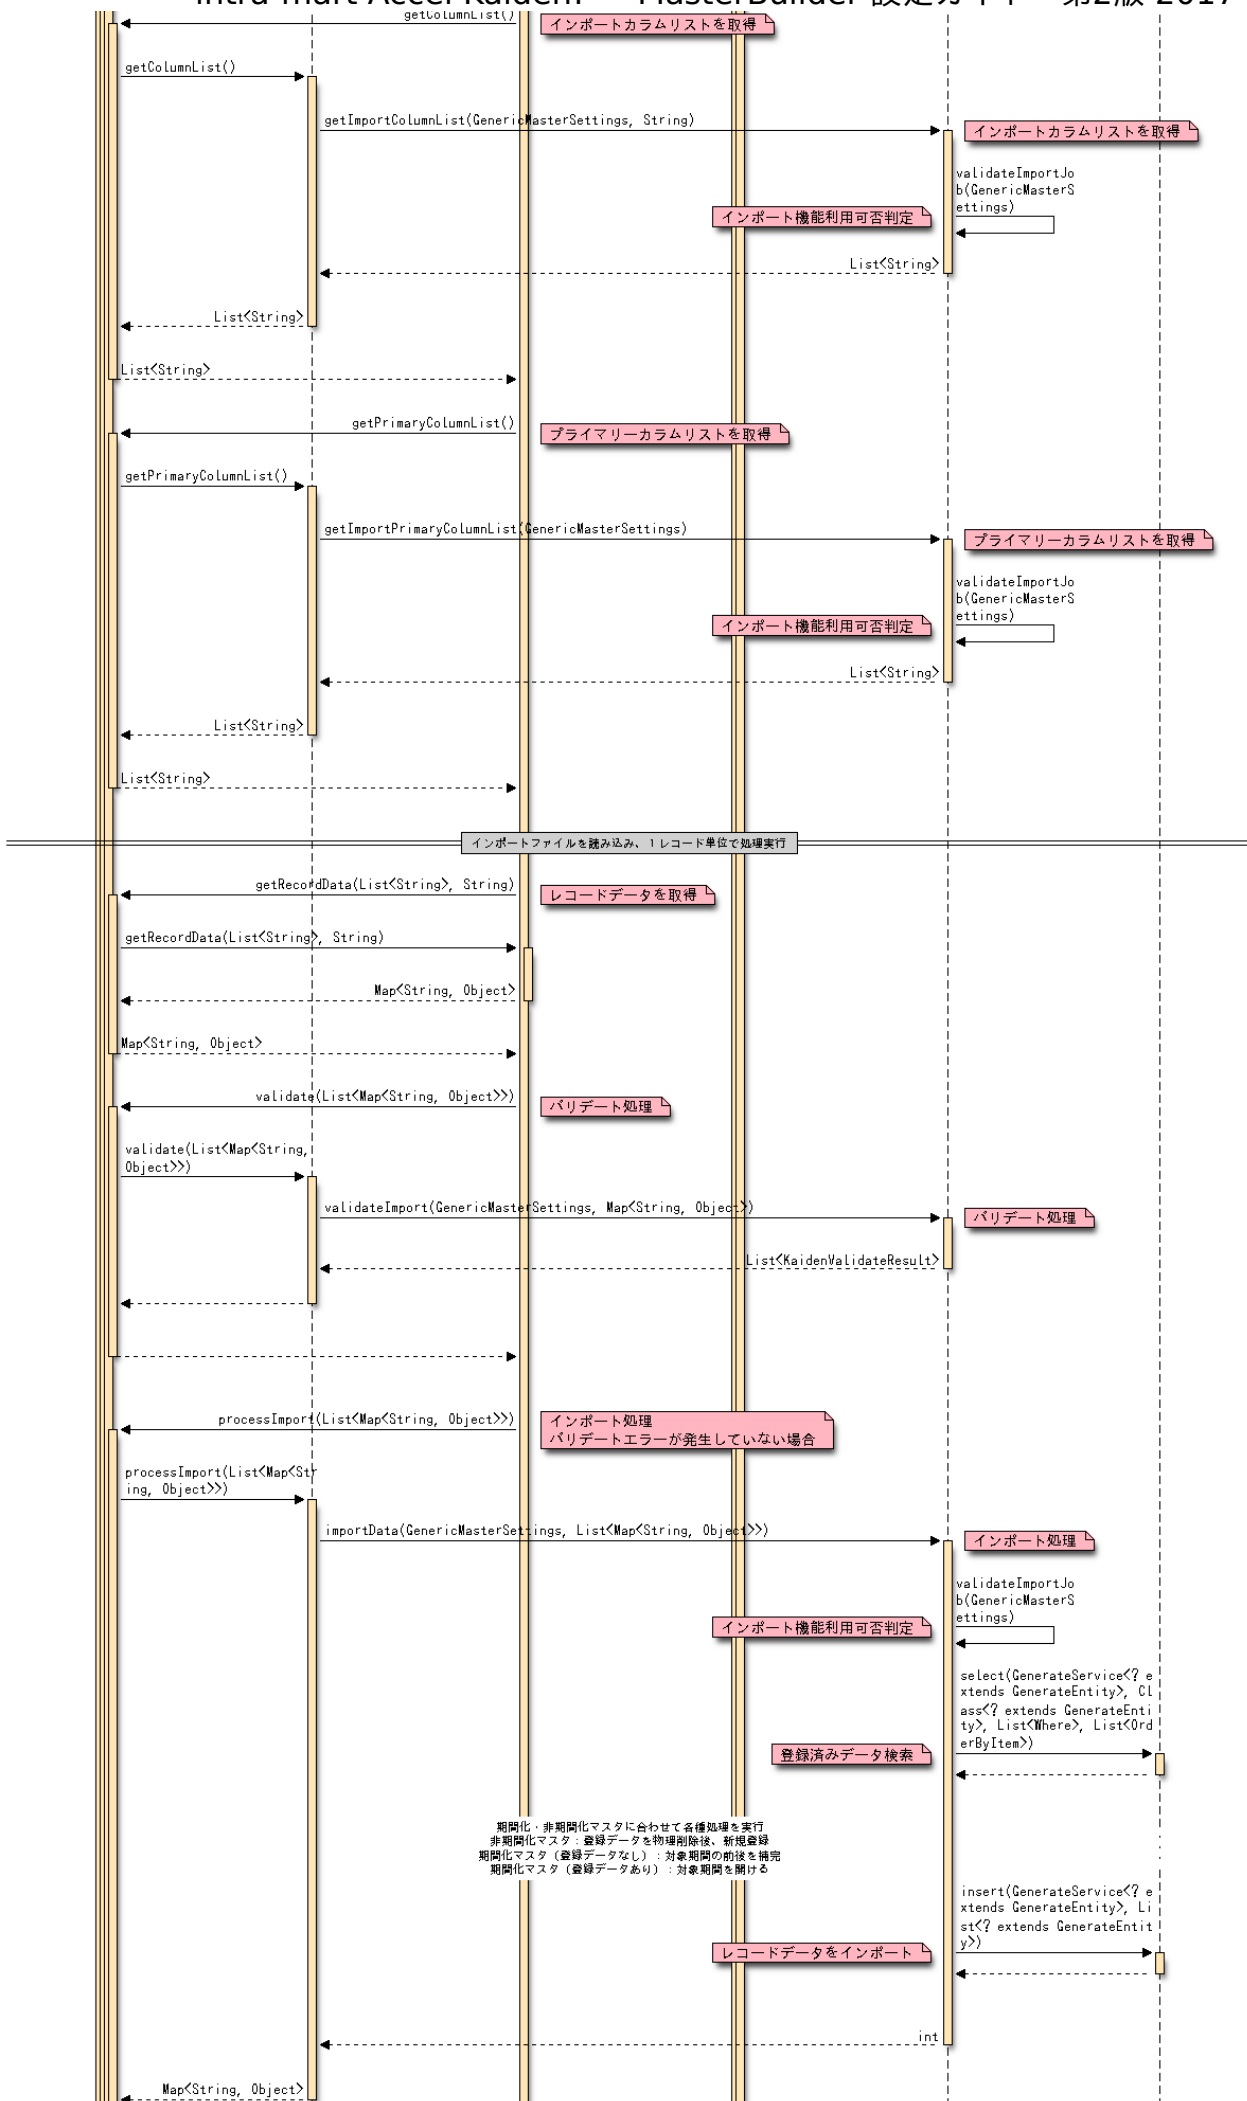 getColumnList()
インポートカラムリストを取得
getColumnList()
getImportColumnList(GenericMasterSettings, String)
インポートカラムリストを取得
validateImportJo
b(GenericMasterS
ettings)
インポート機能利用可否判定
List<String>
List<String>
List<String>
getPrimaryColumnList()
プライマリーカラムリストを取得
getPrimaryColumnList()
getImportPrimaryColumnList(GenericMasterSettings)
プライマリーカラムリストを取得
validateImportJo
b(GenericMasterS
ettings)
インポート機能利用可否判定
List<String>
List<String>
List<String>
インポートファイルを読み込み、1レコード単位で処理実行
getRecordData(List<String>, String)
レコードデータを取得
getRecordData(List<String>, String)
Map<String, Object>
Map<String, Object>
validate(List<Map<String, Object>>)
バリデート処理
validate(List<Map<String,
Object>>)
validateImport(GenericMasterSettings, Map<String, Object>)
バリデート処理
List<KaidenValidateResult>
processImport(List<Map<String, Object>>)
インポート処理
バリデートエラーが発生していない場合
processImport(List<Map<Str
ing, Object>>)
importData(GenericMasterSettings, List<Map<String, Object>>)
インポート処理
validateImportJo
b(GenericMasterS
ettings)
インポート機能利用可否判定
select(GenerateService<? e
xtends GenerateEntity>, Cl
ass<? extends GenerateEnti
ty>, List<Where>, List<Ord
erByItem>)
登録済みデータ検索
期間化・非期間化マスタに合わせて各種処理を実行
非期間化マスタ：登録データを物理削除後、新規登録
期間化マスタ（登録データなし）：対象期間の前後を補完
期間化マスタ（登録データあり）：対象期間を開ける
insert(GenerateService<? e
xtends GenerateEntity>, Li
st<? extends GenerateEntit
y>)
レコードデータをインポート
int
Map<String, Object>